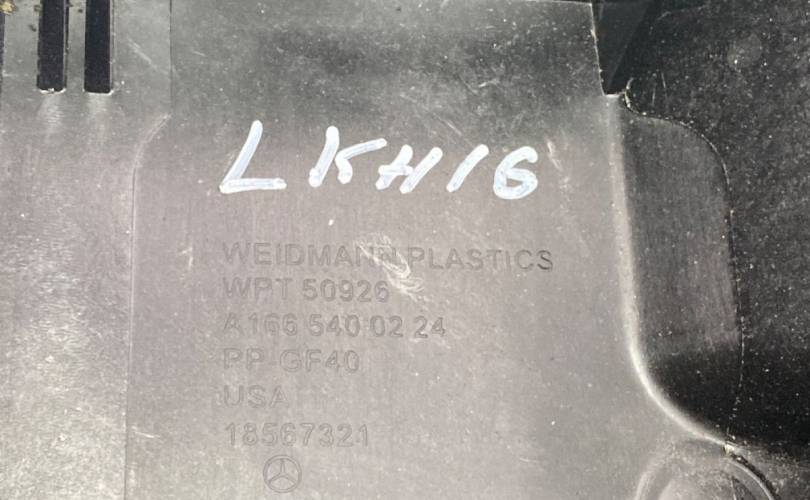 LKH16
WEIDMANN PLASTICS
WPT 50926
A166 540 02 24
PP-GF40
USA
18567321